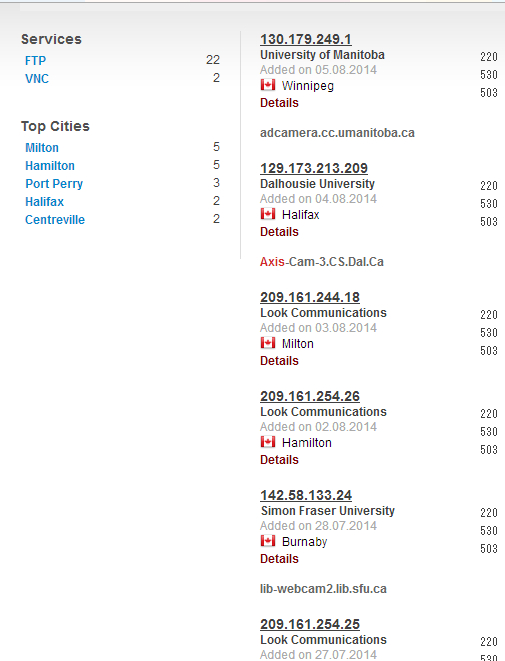 Services
FTP 22
VNC 2
Top Cities
Milton 5
Hamilton 5
Port Perry 3
Halifax 2
Centreville 2
130.179.249.1
University of Manitoba
Added on 05.08.2014
Winnipeg
Details
adcamera.cc.umanitoba.ca
220
530
503
129.173.213.209
Dalhousie University
Added on 04.08.2014
Halifax
Details
Axis-Cam-3.CS.Dal.Ca
220
530
503
209.161.244.18
Look Communications
Added on 03.08.2014
Milton
Details
220
530
503
209.161.254.26
Look Communications
Added on 02.08.2014
Hamilton
Details
220
530
503
142.58.133.24
Simon Fraser University
Added on 28.07.2014
Burnaby
Details
lib-webcam2.lib.sfu.ca
220
530
503
209.161.254.25
Look Communications
Added on 27.07.2014
220
530